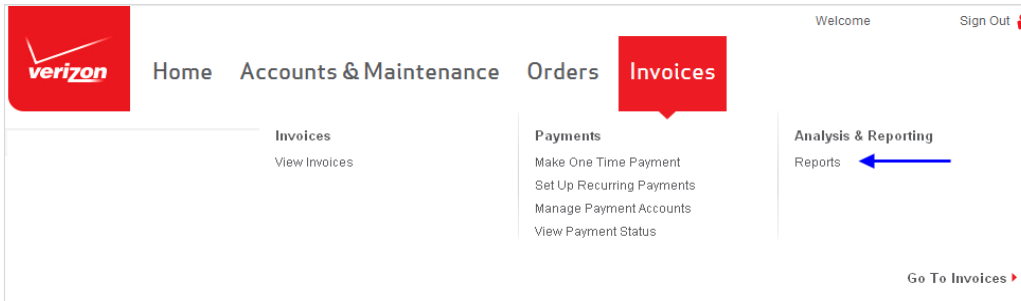 Welcome Sign Out
verizon
Home Accounts & Maintenance Orders Invoices
Invoices
View Invoices
Payments
Make One Time Payment
Set Up Recurring Payments
Manage Payment Accounts
View Payment Status
Analysis & Reporting
Reports
Go To Invoices